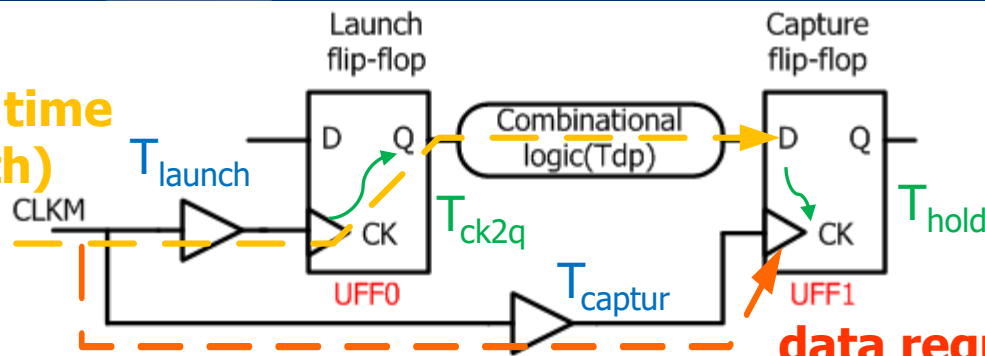 Launch
flip-flop
Capture
flip-flop
time
th)
T launch
D
Q
Combinational
logic(Tdp)
D
Q
CLKM
CK
T ck2q
CK
T hold
UFF0
T captur
UFF1
data requ